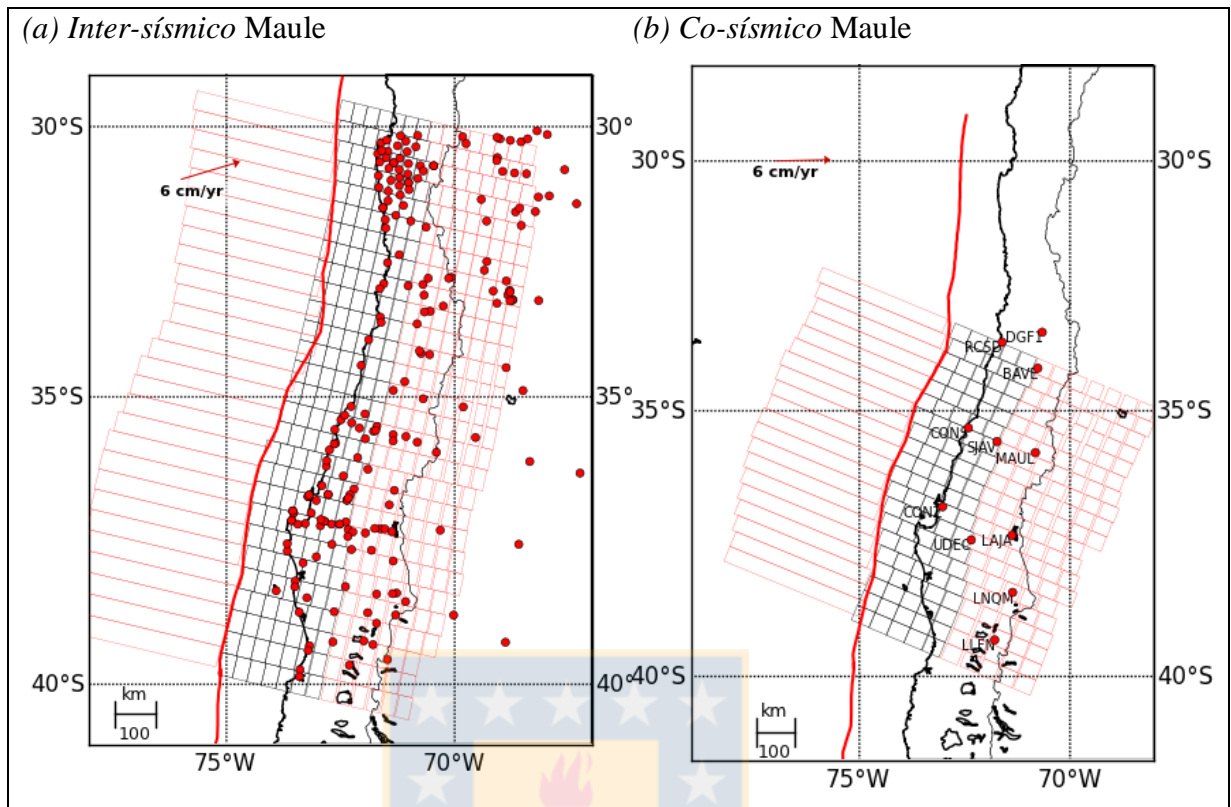 (a) Inter-sísmico Maule
30°S
30°
6 cm/yr
35°S
35°S
40°S
40°
km
100
75°W
70°W
(b) Co-sísmico Maule
30°S
30°S
6 cm/yr
DGF1
RCSD
BAVE
35°S
CONS
SJAV
MAUL
CONZ
UDEC
LAJA
LNQM
LLFN
40°S
40°S
km
100
75°W
70°W